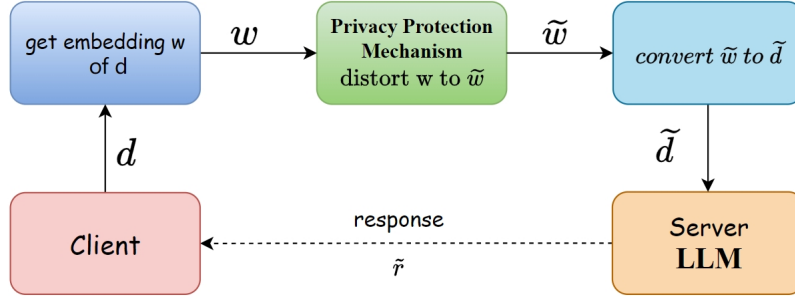 get embedding w
of d
w
Privacy Protection
Mechanism
distort w to w̃
w̃
convert w̃ to d̃
d
d̃
Client
response
r̃
Server
LLM